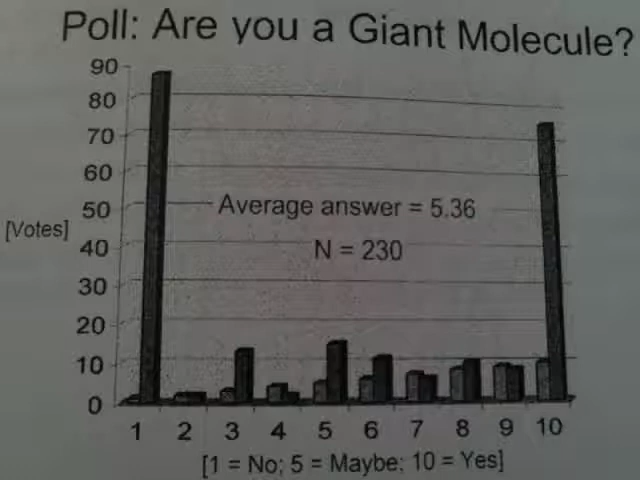 Poll: Are you a Giant Molecule?
90
80
70
60
50
40
30
20
10
0
[Votes]
Average answer = 5.36
N = 230
1 2 3 4 5 6 7 8 9 10
[1 = No; 5 = Maybe; 10 = Yes]